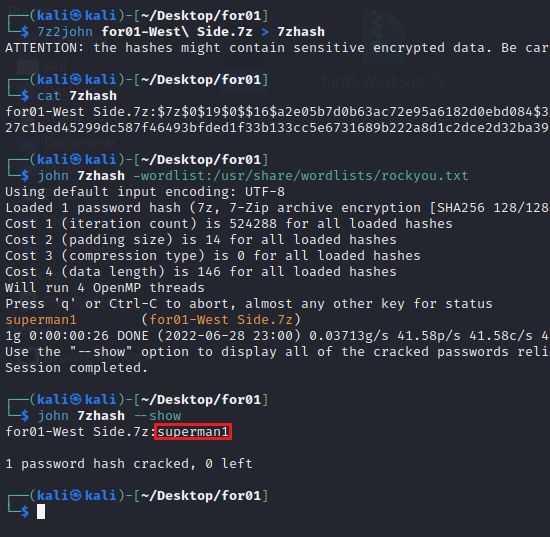 ┌──(kali㉿kali)-[~/Desktop/for01]
└─$ 7z2john for01-West\ Side.7z > 7zhash
ATTENTION: the hashes might contain sensitive encrypted data. Be car
┌──(kali㉿kali)-[~/Desktop/for01]
└─$ cat 7zhash
for01-West Side.7z:$7z$0$19$0$$16$a2e05b7d0b63ac72e95a6182d0ebd084$3
27c1bed45299dc587f46493bfded1f33b133cc5e6731689b222a8d1c2dce2d32ba39
┌──(kali㉿kali)-[~/Desktop/for01]
└─$ john 7zhash -wordlist:/usr/share/wordlists/rockyou.txt
Using default input encoding: UTF-8
Loaded 1 password hash (7z, 7-Zip archive encryption [SHA256 128/128
Cost 1 (iteration count) is 524288 for all loaded hashes
Cost 2 (padding size) is 14 for all loaded hashes
Cost 3 (compression type) is 0 for all loaded hashes
Cost 4 (data length) is 146 for all loaded hashes
Will run 4 OpenMP threads
Press 'q' or Ctrl-C to abort, almost any other key for status
superman1        (for01-West Side.7z)
1g 0:00:00:26 DONE (2022-06-28 23:00) 0.03713g/s 41.58p/s 41.58c/s 4
Use the "--show" option to display all of the cracked passwords reli
Session completed.
┌──(kali㉿kali)-[~/Desktop/for01]
└─$ john 7zhash --show
for01-West Side.7z:superman1
1 password hash cracked, 0 left
┌──(kali㉿kali)-[~/Desktop/for01]
└─$